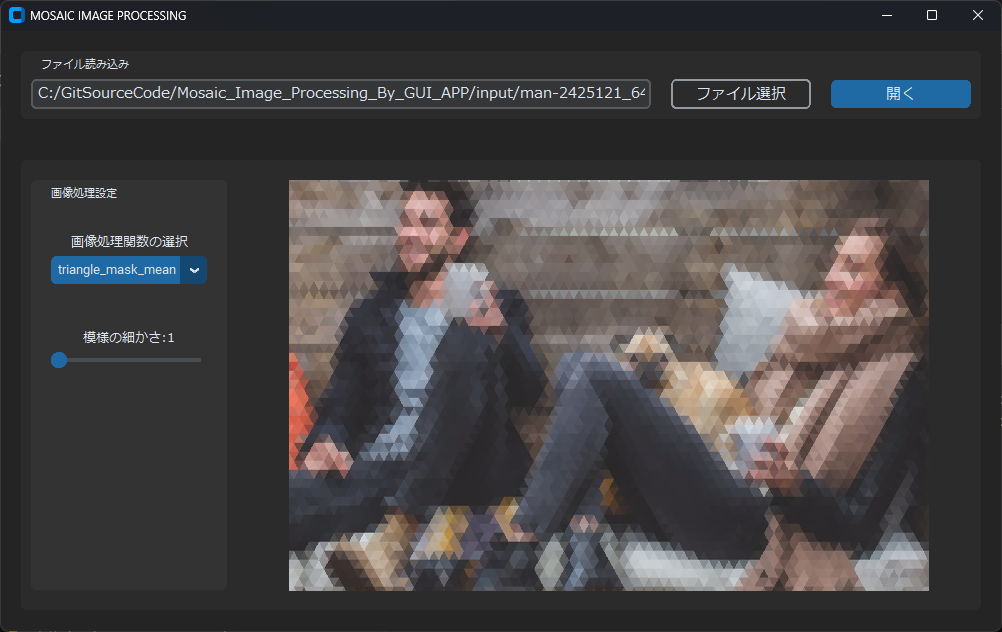 MOSAIC IMAGE PROCESSING
ファイル読み込み
C:/GitSourceCode/Mosaic_Image_Processing_By_GUI_APP/input/man-2425121_64
ファイル選択
開く
画像処理設定
画像処理関数の選択
triangle_mask_mean
模様の細かさ:1